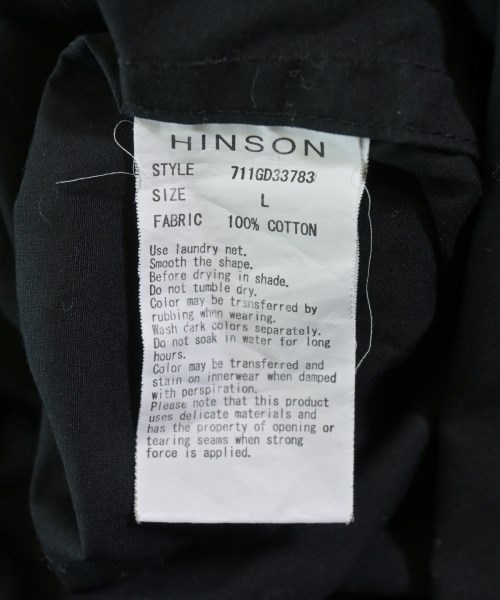 HINSON
STYLE 711GD33783
SIZE L
FABRIC 100% COTTON
Use laundry net.
Smooth the shape.
Before drying in shade.
Do not tumble dry.
Color may be transferred by
rubbing when wearing.
Wash dark colors separately.
Do not soak in water for long
hours.
Color may be transferred and
stain on innerwear when damped
with perspiration.
Please note that this product
uses delicate materials and
has the property of opening or
tearing seams when strong
force is applied.